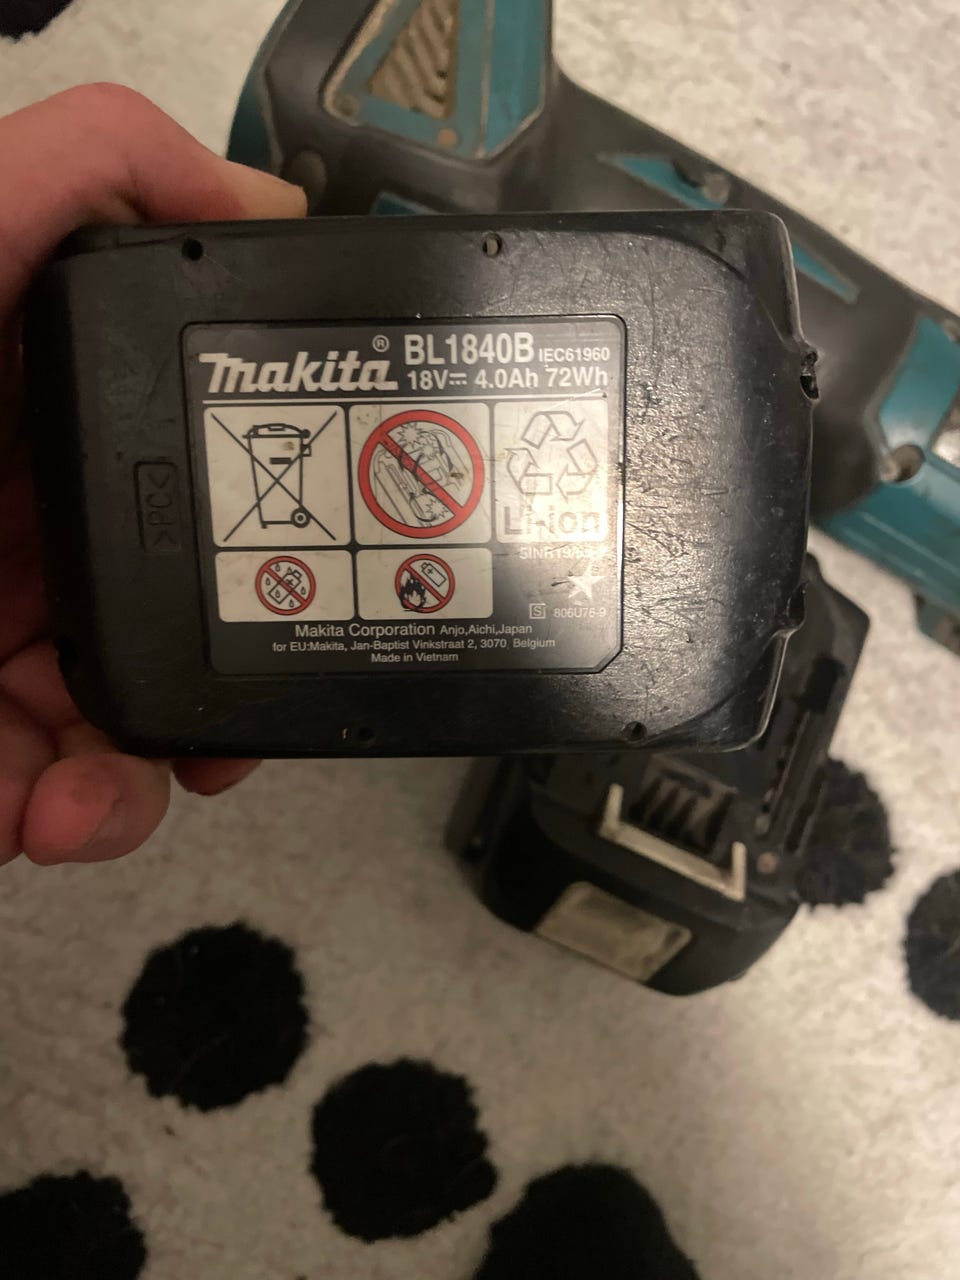 makita® BL1840B IEC61960
18V⎓ 4.0Ah 72Wh
>PC<
Li-ion
S 806U76-9
Makita Corporation Anjo,Aichi,Japan
for EU:Makita, Jan-Baptist Vinkstraat 2, 3070, Belgium
Made in Vietnam